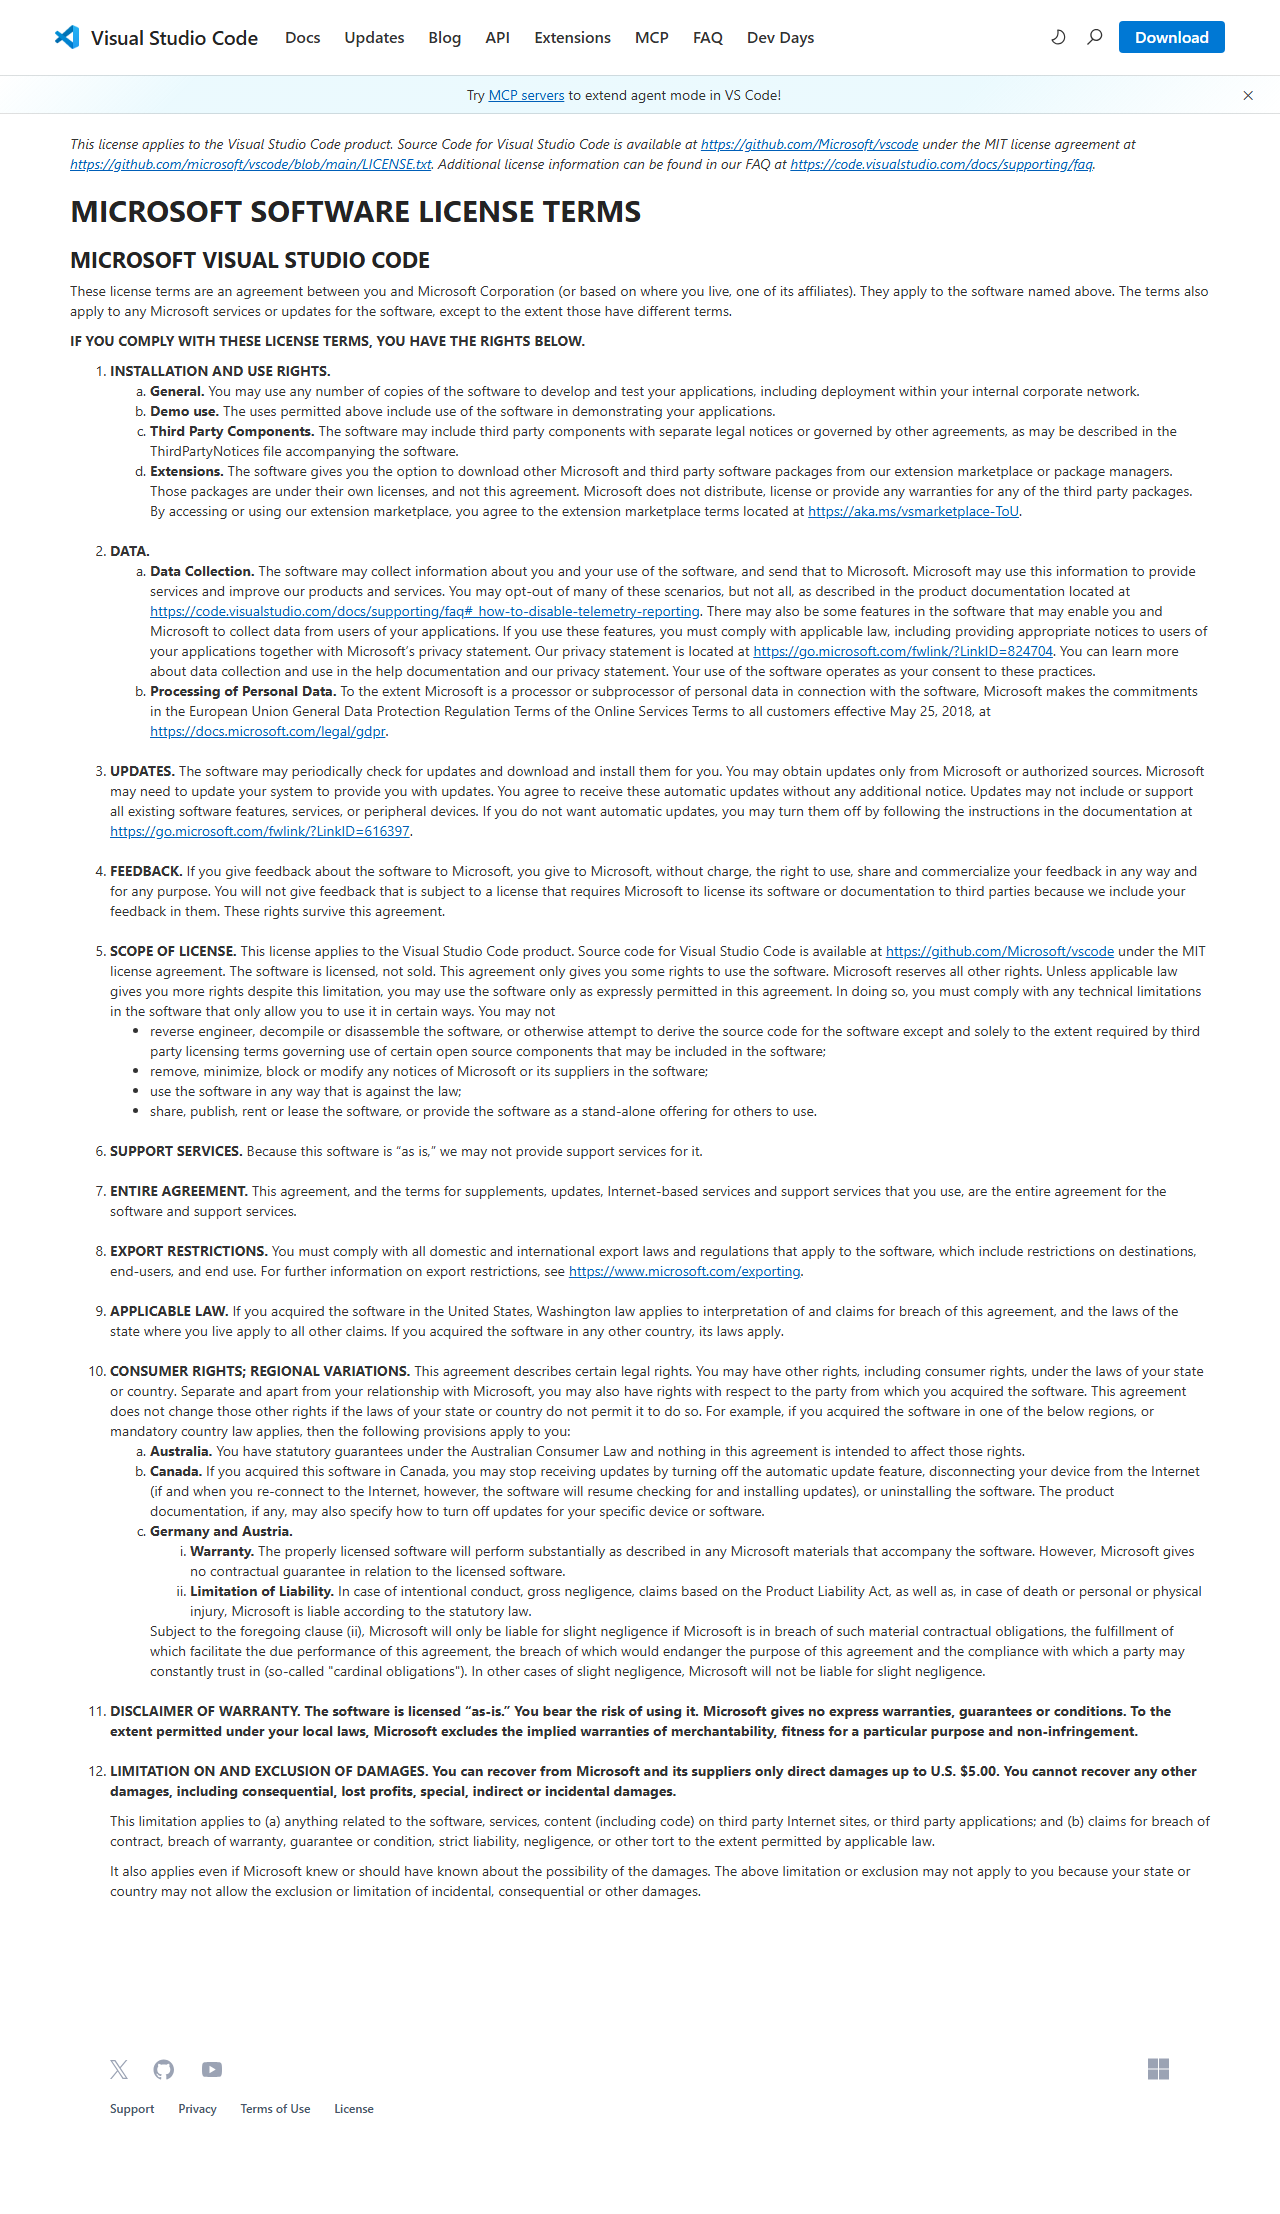 Visual Studio Code Docs Updates Blog API Extensions MCP FAQ Dev Days Download
Try MCP servers to extend agent mode in VS Code!
This license applies to the Visual Studio Code product. Source Code for Visual Studio Code is available at https://github.com/Microsoft/vscode under the MIT license agreement at
https://github.com/microsoft/vscode/blob/main/LICENSE.txt. Additional license information can be found in our FAQ at https://code.visualstudio.com/docs/supporting/faq.
MICROSOFT SOFTWARE LICENSE TERMS
MICROSOFT VISUAL STUDIO CODE
These license terms are an agreement between you and Microsoft Corporation (or based on where you live, one of its affiliates). They apply to the software named above. The terms also
apply to any Microsoft services or updates for the software, except to the extent those have different terms.
IF YOU COMPLY WITH THESE LICENSE TERMS, YOU HAVE THE RIGHTS BELOW.
1. INSTALLATION AND USE RIGHTS.
a. General. You may use any number of copies of the software to develop and test your applications, including deployment within your internal corporate network.
b. Demo use. The uses permitted above include use of the software in demonstrating your applications.
c. Third Party Components. The software may include third party components with separate legal notices or governed by other agreements, as may be described in the
ThirdPartyNotices file accompanying the software.
d. Extensions. The software gives you the option to download other Microsoft and third party software packages from our extension marketplace or package managers.
Those packages are under their own licenses, and not this agreement. Microsoft does not distribute, license or provide any warranties for any of the third party packages.
By accessing or using our extension marketplace, you agree to the extension marketplace terms located at https://aka.ms/vsmarketplace-ToU.
2. DATA.
a. Data Collection. The software may collect information about you and your use of the software, and send that to Microsoft. Microsoft may use this information to provide
services and improve our products and services. You may opt-out of many of these scenarios, but not all, as described in the product documentation located at
https://code.visualstudio.com/docs/supporting/faq#_how-to-disable-telemetry-reporting. There may also be some features in the software that may enable you and
Microsoft to collect data from users of your applications. If you use these features, you must comply with applicable law, including providing appropriate notices to users of
your applications together with Microsoft’s privacy statement. Our privacy statement is located at https://go.microsoft.com/fwlink/?LinkID=824704. You can learn more
about data collection and use in the help documentation and our privacy statement. Your use of the software operates as your consent to these practices.
b. Processing of Personal Data. To the extent Microsoft is a processor or subprocessor of personal data in connection with the software, Microsoft makes the commitments
in the European Union General Data Protection Regulation Terms of the Online Services Terms to all customers effective May 25, 2018, at
https://docs.microsoft.com/legal/gdpr.
3. UPDATES. The software may periodically check for updates and download and install them for you. You may obtain updates only from Microsoft or authorized sources. Microsoft
may need to update your system to provide you with updates. You agree to receive these automatic updates without any additional notice. Updates may not include or support
all existing software features, services, or peripheral devices. If you do not want automatic updates, you may turn them off by following the instructions in the documentation at
https://go.microsoft.com/fwlink/?LinkID=616397.
4. FEEDBACK. If you give feedback about the software to Microsoft, you give to Microsoft, without charge, the right to use, share and commercialize your feedback in any way and
for any purpose. You will not give feedback that is subject to a license that requires Microsoft to license its software or documentation to third parties because we include your
feedback in them. These rights survive this agreement.
5. SCOPE OF LICENSE. This license applies to the Visual Studio Code product. Source code for Visual Studio Code is available at https://github.com/Microsoft/vscode under the MIT
license agreement. The software is licensed, not sold. This agreement only gives you some rights to use the software. Microsoft reserves all other rights. Unless applicable law
gives you more rights despite this limitation, you may use the software only as expressly permitted in this agreement. In doing so, you must comply with any technical limitations
in the software that only allow you to use it in certain ways. You may not
• reverse engineer, decompile or disassemble the software, or otherwise attempt to derive the source code for the software except and solely to the extent required by third
party licensing terms governing use of certain open source components that may be included in the software;
• remove, minimize, block or modify any notices of Microsoft or its suppliers in the software;
• use the software in any way that is against the law;
• share, publish, rent or lease the software, or provide the software as a stand-alone offering for others to use.
6. SUPPORT SERVICES. Because this software is “as is,” we may not provide support services for it.
7. ENTIRE AGREEMENT. This agreement, and the terms for supplements, updates, Internet-based services and support services that you use, are the entire agreement for the
software and support services.
8. EXPORT RESTRICTIONS. You must comply with all domestic and international export laws and regulations that apply to the software, which include restrictions on destinations,
end-users, and end use. For further information on export restrictions, see https://www.microsoft.com/exporting.
9. APPLICABLE LAW. If you acquired the software in the United States, Washington law applies to interpretation of and claims for breach of this agreement, and the laws of the
state where you live apply to all other claims. If you acquired the software in any other country, its laws apply.
10. CONSUMER RIGHTS; REGIONAL VARIATIONS. This agreement describes certain legal rights. You may have other rights, including consumer rights, under the laws of your state
or country. Separate and apart from your relationship with Microsoft, you may also have rights with respect to the party from which you acquired the software. This agreement
does not change those other rights if the laws of your state or country do not permit it to do so. For example, if you acquired the software in one of the below regions, or
mandatory country law applies, then the following provisions apply to you:
a. Australia. You have statutory guarantees under the Australian Consumer Law and nothing in this agreement is intended to affect those rights.
b. Canada. If you acquired this software in Canada, you may stop receiving updates by turning off the automatic update feature, disconnecting your device from the Internet
(if and when you re-connect to the Internet, however, the software will resume checking for and installing updates), or uninstalling the software. The product
documentation, if any, may also specify how to turn off updates for your specific device or software.
c. Germany and Austria.
i. Warranty. The properly licensed software will perform substantially as described in any Microsoft materials that accompany the software. However, Microsoft gives
no contractual guarantee in relation to the licensed software.
ii. Limitation of Liability. In case of intentional conduct, gross negligence, claims based on the Product Liability Act, as well as, in case of death or personal or physical
injury, Microsoft is liable according to the statutory law.
Subject to the foregoing clause (ii), Microsoft will only be liable for slight negligence if Microsoft is in breach of such material contractual obligations, the fulfillment of
which facilitate the due performance of this agreement, the breach of which would endanger the purpose of this agreement and the compliance with which a party may
constantly trust in (so-called "cardinal obligations"). In other cases of slight negligence, Microsoft will not be liable for slight negligence.
11. DISCLAIMER OF WARRANTY. The software is licensed “as-is.” You bear the risk of using it. Microsoft gives no express warranties, guarantees or conditions. To the
extent permitted under your local laws, Microsoft excludes the implied warranties of merchantability, fitness for a particular purpose and non-infringement.
12. LIMITATION ON AND EXCLUSION OF DAMAGES. You can recover from Microsoft and its suppliers only direct damages up to U.S. $5.00. You cannot recover any other
damages, including consequential, lost profits, special, indirect or incidental damages.
This limitation applies to (a) anything related to the software, services, content (including code) on third party Internet sites, or third party applications; and (b) claims for breach of
contract, breach of warranty, guarantee or condition, strict liability, negligence, or other tort to the extent permitted by applicable law.
It also applies even if Microsoft knew or should have known about the possibility of the damages. The above limitation or exclusion may not apply to you because your state or
country may not allow the exclusion or limitation of incidental, consequential or other damages.
Support Privacy Terms of Use License